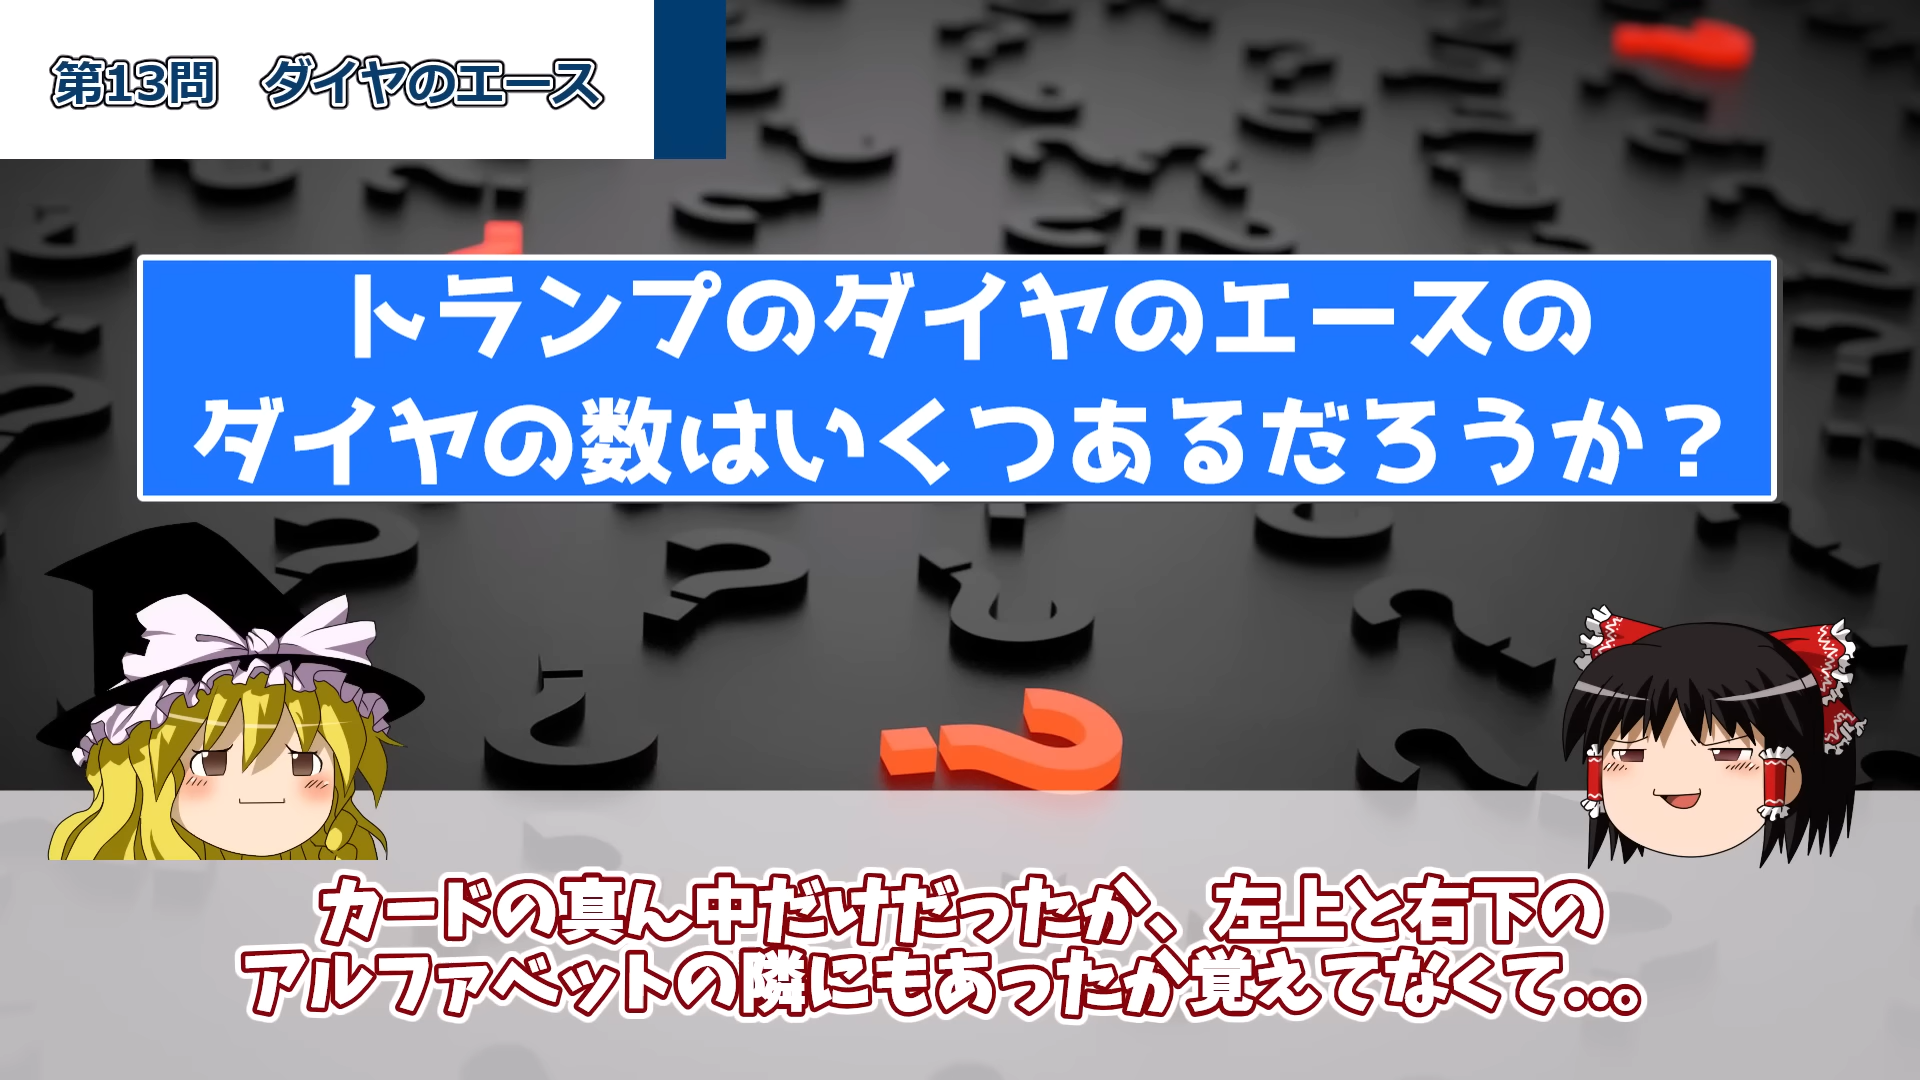 第13問　ダイヤのエース
トランプのダイヤのエースの
ダイヤの数はいくつあるだろうか？
カードの真ん中だけだったか、左上と右下の
アルファベットの隣にもあったか覚えてなくて…。